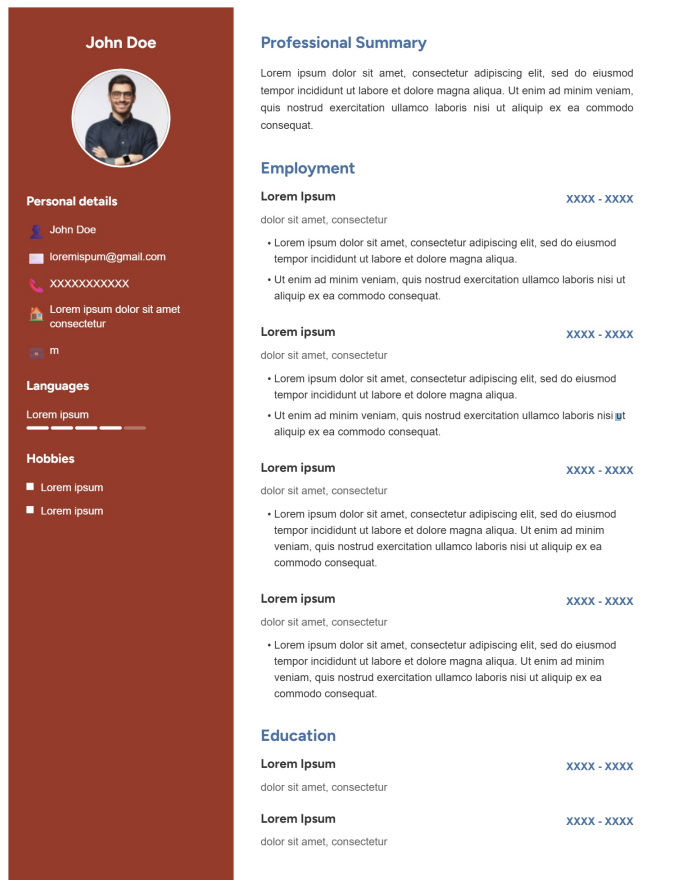 John Doe
Personal details
John Doe
loremispum@gmail.com
XXXXXXXXXXX
Lorem ipsum dolor sit amet
consectetur
m
Languages
Lorem ipsum
Hobbies
Lorem ipsum
Lorem ipsum
Professional Summary
Lorem ipsum dolor sit amet, consectetur adipiscing elit, sed do eiusmod
tempor incididunt ut labore et dolore magna aliqua. Ut enim ad minim veniam,
quis nostrud exercitation ullamco laboris nisi ut aliquip ex ea commodo
consequat.
Employment
Lorem Ipsum XXXX - XXXX
dolor sit amet, consectetur
• Lorem ipsum dolor sit amet, consectetur adipiscing elit, sed do eiusmod
tempor incididunt ut labore et dolore magna aliqua.
• Ut enim ad minim veniam, quis nostrud exercitation ullamco laboris nisi ut
aliquip ex ea commodo consequat.
Lorem ipsum XXXX - XXXX
dolor sit amet, consectetur
• Lorem ipsum dolor sit amet, consectetur adipiscing elit, sed do eiusmod
tempor incididunt ut labore et dolore magna aliqua.
• Ut enim ad minim veniam, quis nostrud exercitation ullamco laboris nisi ut
aliquip ex ea commodo consequat.
Lorem ipsum XXXX - XXXX
dolor sit amet, consectetur
• Lorem ipsum dolor sit amet, consectetur adipiscing elit, sed do eiusmod
tempor incididunt ut labore et dolore magna aliqua. Ut enim ad minim
veniam, quis nostrud exercitation ullamco laboris nisi ut aliquip ex ea
commodo consequat.
Lorem ipsum XXXX - XXXX
dolor sit amet, consectetur
• Lorem ipsum dolor sit amet, consectetur adipiscing elit, sed do eiusmod
tempor incididunt ut labore et dolore magna aliqua. Ut enim ad minim
veniam, quis nostrud exercitation ullamco laboris nisi ut aliquip ex ea
commodo consequat.
Education
Lorem Ipsum XXXX - XXXX
dolor sit amet, consectetur
Lorem Ipsum XXXX - XXXX
dolor sit amet, consectetur